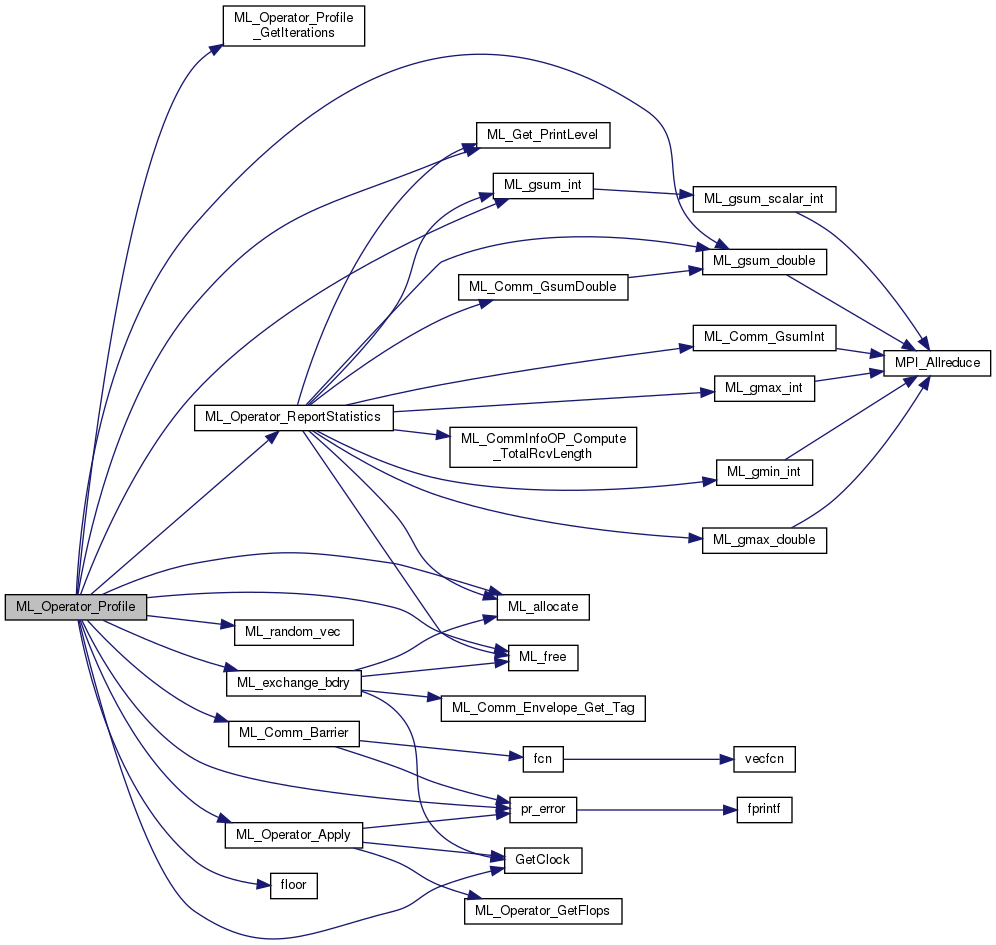 ML_Operator_Profile
_GetIterations
ML_Get_PrintLevel
ML_gsum_int
ML_gsum_scalar_int
ML_gsum_double
ML_Comm_GsumDouble
ML_Comm_GsumInt
MPI_Allreduce
ML_gmax_int
ML_Operator_ReportStatistics
ML_CommInfoOP_Compute
_TotalRcvLength
ML_gmin_int
ML_gmax_double
ML_Operator_Profile
ML_allocate
ML_random_vec
ML_free
ML_exchange_bdry
ML_Comm_Envelope_Get_Tag
ML_Comm_Barrier
fcn
vecfcn
pr_error
fprintf
ML_Operator_Apply
GetClock
floor
ML_Operator_GetFlops